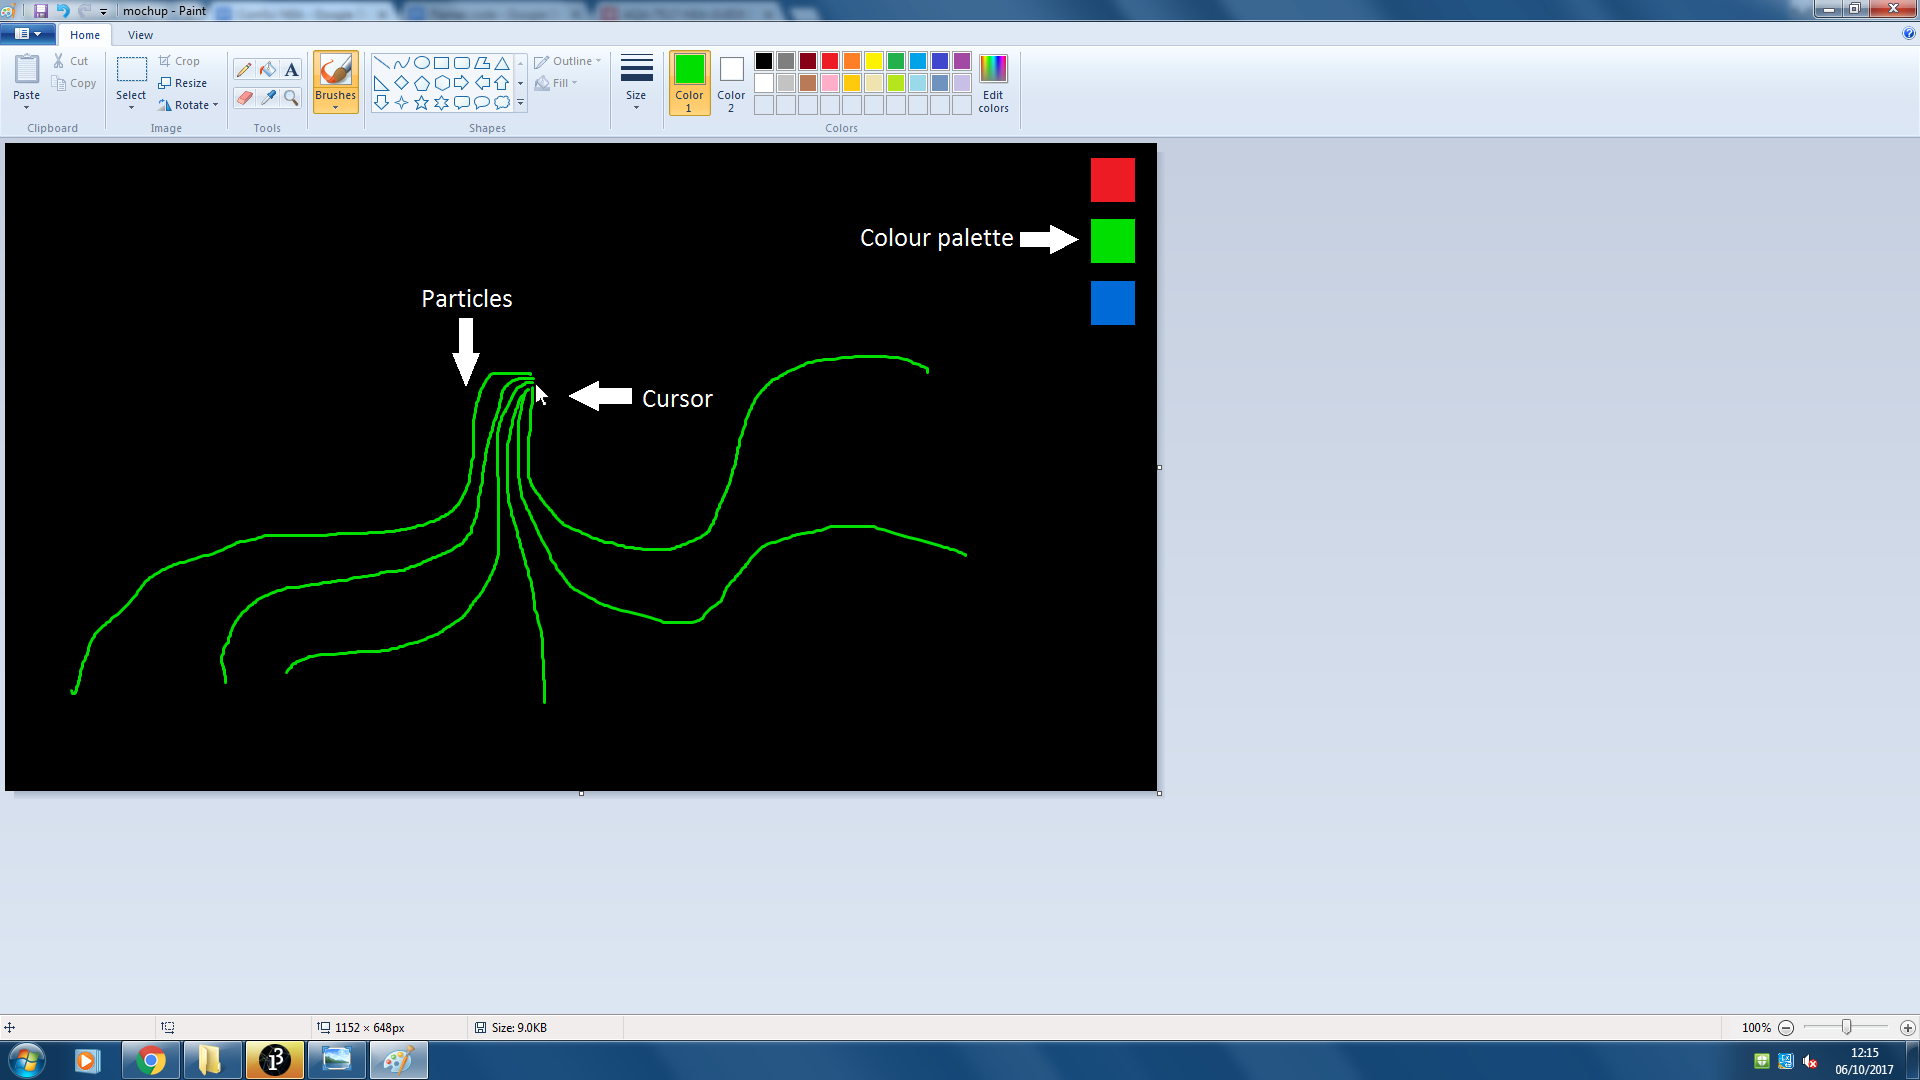 mochup - Paint
Home View
Paste
Cut
Copy
Clipboard
Select
Crop
Resize
Rotate
Image
A
Tools
Brushes
Shapes
Outline
Fill
Size
Color 1
Color 2
Edit colors
Colors
Colour palette
Particles
Cursor
1152 × 648px
Size: 9.0KB
100%
12:15
06/10/2017